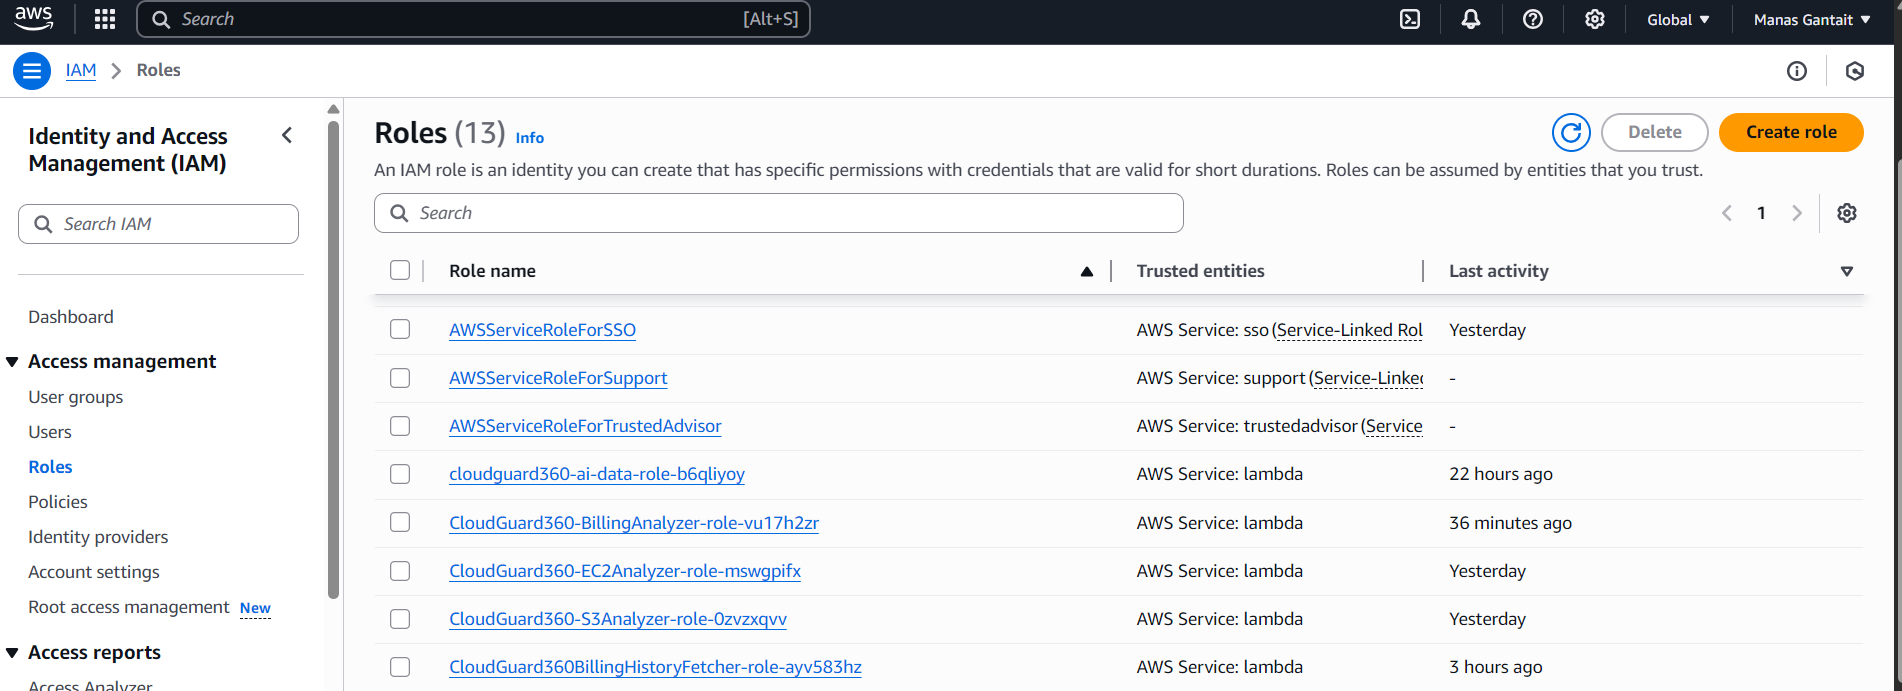 aws Search [Alt+S] Global Manas Gantait
IAM Roles
Identity and Access
Management (IAM)
Search IAM
Dashboard
Access management
User groups
Users
Roles
Policies
Identity providers
Account settings
Root access management New
Access reports
Access Analyzer
Roles (13) Info
Delete Create role
An IAM role is an identity you can create that has specific permissions with credentials that are valid for short durations. Roles can be assumed by entities that you trust.
Search
1
Role name Trusted entities Last activity
AWSServiceRoleForSSO AWS Service: sso (Service-Linked Rol Yesterday
AWSServiceRoleForSupport AWS Service: support (Service-Linked -
AWSServiceRoleForTrustedAdvisor AWS Service: trustedadvisor (Service -
cloudguard360-ai-data-role-b6qliyoy AWS Service: lambda 22 hours ago
CloudGuard360-BillingAnalyzer-role-vu17h2zr AWS Service: lambda 36 minutes ago
CloudGuard360-EC2Analyzer-role-mswgpifx AWS Service: lambda Yesterday
CloudGuard360-S3Analyzer-role-0zvzxqvv AWS Service: lambda Yesterday
CloudGuard360BillingHistoryFetcher-role-ayv583hz AWS Service: lambda 3 hours ago